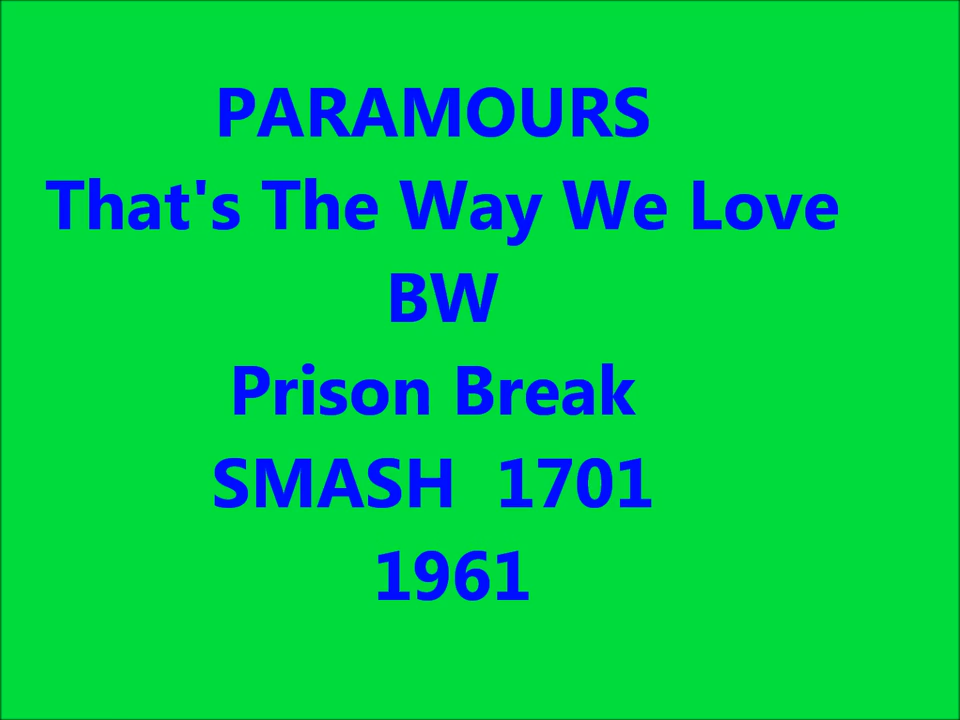 PARAMOURS
That's The Way We Love
BW
Prison Break
SMASH 1701
1961